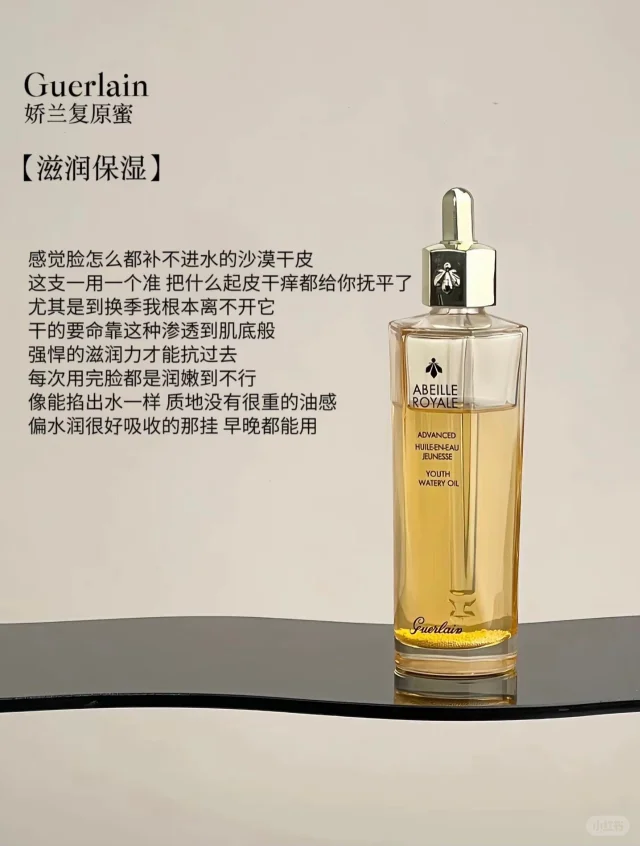 Guerlain
娇兰复原蜜
【滋润保湿】
感觉脸怎么都补不进水的沙漠干皮
这支一用一个准 把什么起皮干痒都给你抚平了
尤其是到换季我根本离不开它
干的要命靠这种渗透到肌底般
强悍的滋润力才能抗过去
每次用完脸都是润嫩到不行
像能掐出水一样 质地没有很重的油感
偏水润很好吸收的那挂 早晚都能用
ABEILLE
ROYALE
ADVANCED
HUILE-EN-EAU
JEUNESSE
YOUTH
WATERY OIL
Guerlain
小红书